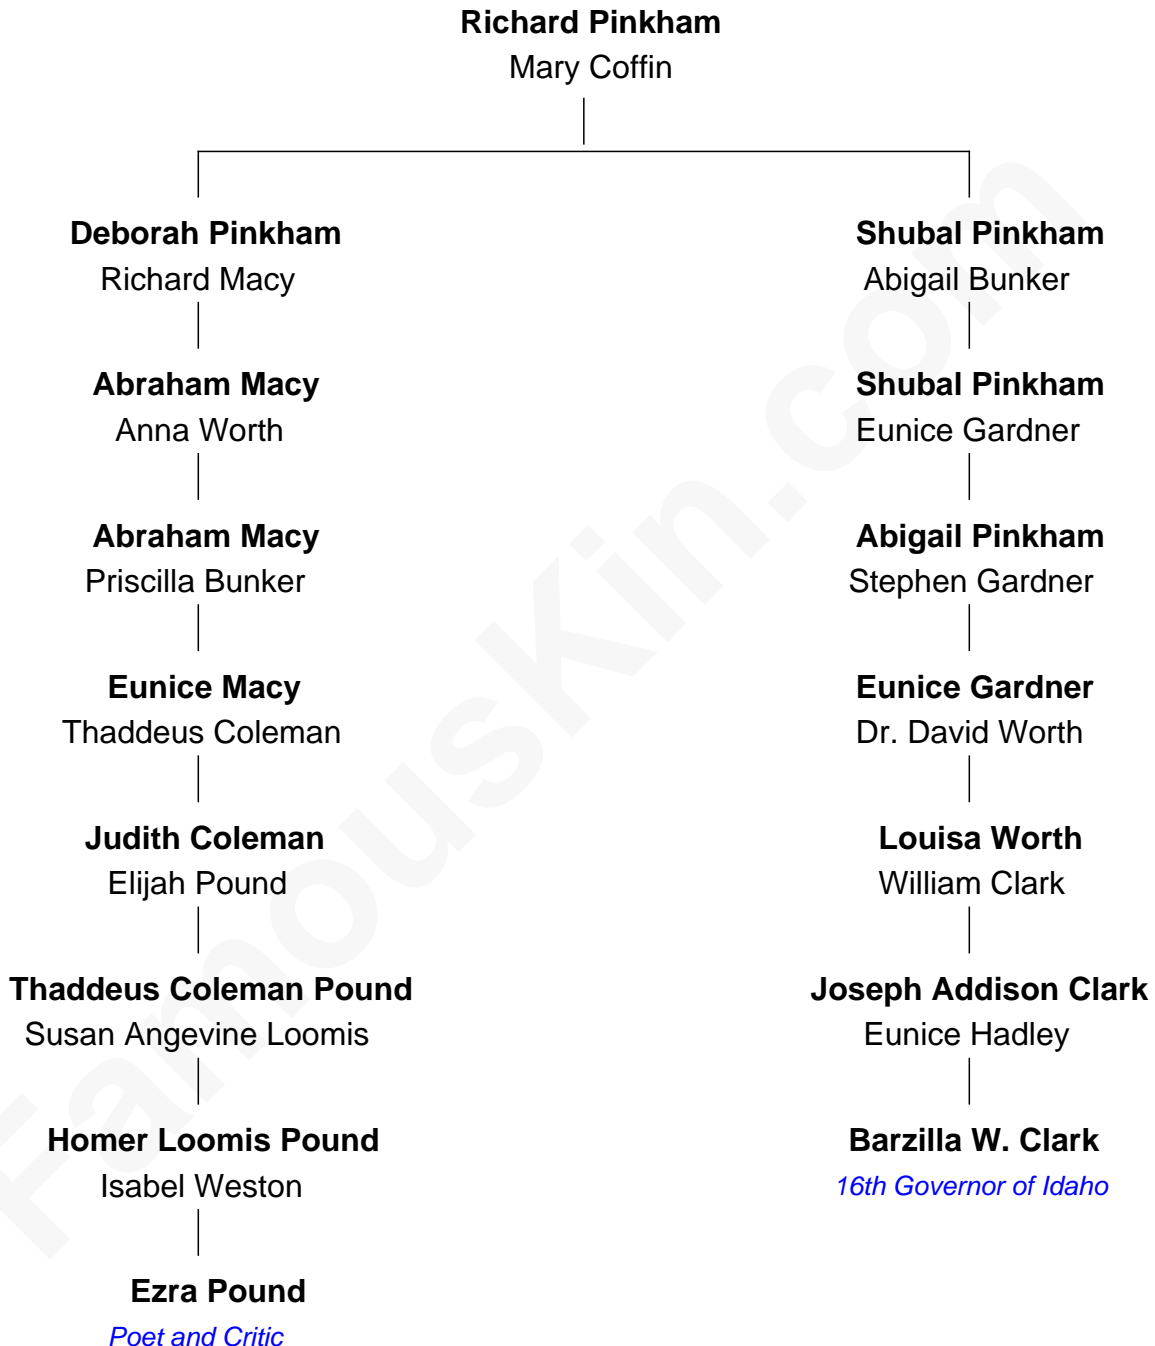 Richard Pinkham
Mary Coffin
Deborah Pinkham
Richard Macy
Abraham Macy
Anna Worth
Abraham Macy
Priscilla Bunker
Eunice Macy
Thaddeus Coleman
Judith Coleman
Elijah Pound
Thaddeus Coleman Pound
Susan Angevine Loomis
Homer Loomis Pound
Isabel Weston
Ezra Pound
Poet and Critic
Shubal Pinkham
Abigail Bunker
Shubal Pinkham
Eunice Gardner
Abigail Pinkham
Stephen Gardner
Eunice Gardner
Dr. David Worth
Louisa Worth
William Clark
Joseph Addison Clark
Eunice Hadley
Barzilla W. Clark
16th Governor of Idaho
FamousKin.com